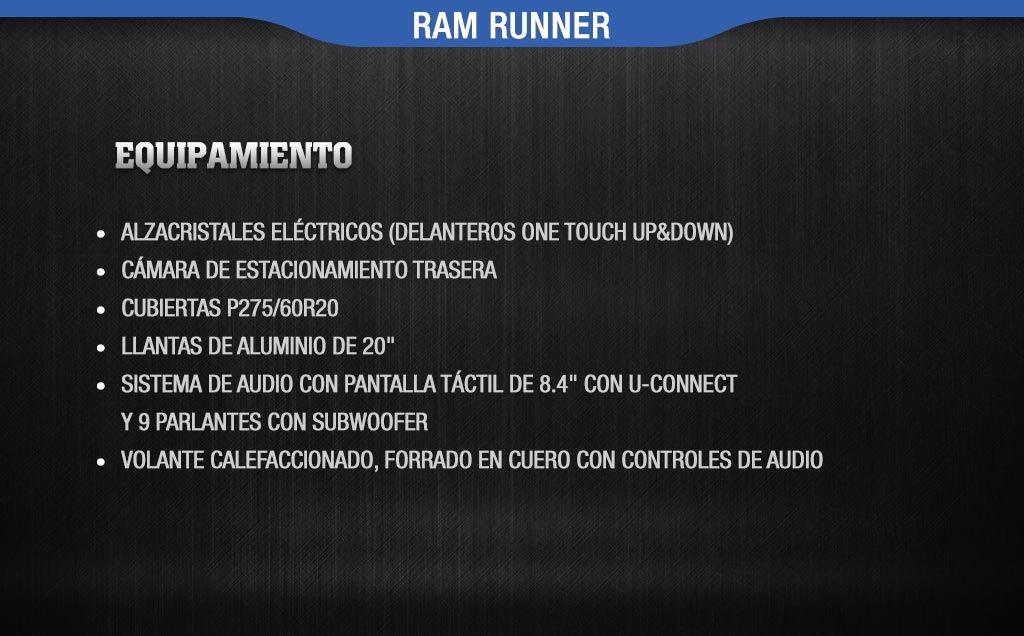 RAM RUNNER
EQUIPAMIENTO
• ALZACRISTALES ELÉCTRICOS (DELANTEROS ONE TOUCH UP&DOWN)
• CÁMARA DE ESTACIONAMIENTO TRASERA
• CUBIERTAS P275/60R20
• LLANTAS DE ALUMINIO DE 20"
• SISTEMA DE AUDIO CON PANTALLA TÁCTIL DE 8.4" CON U-CONNECT
Y 9 PARLANTES CON SUBWOOFER
• VOLANTE CALEFACCIONADO, FORRADO EN CUERO CON CONTROLES DE AUDIO